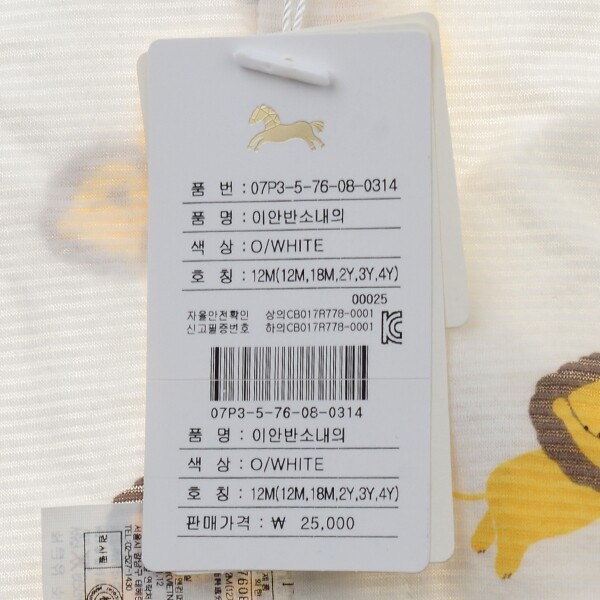 품 번 : 07P3-5-76-08-0314
품 명 : 이안반소내의
색 상 : O/WHITE
호 칭 : 12M(12M,18M,2Y,3Y,4Y)
00025
자율안전확인 상의CB017R778-0001
신고필증번호 하의CB017R778-0001
07P3-5-76-08-0314
품 명 : 이안반소내의
색 상 : O/WHITE
호 칭 : 12M(12M,18M,2Y,3Y,4Y)
판매가격 : ₩ 25,000
검사필